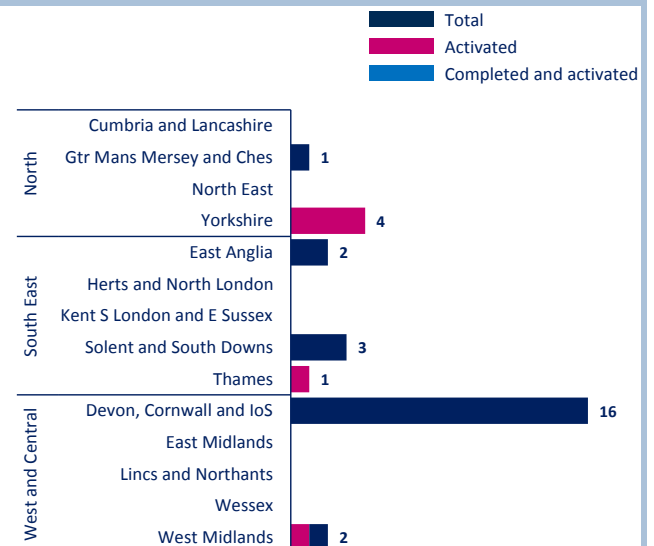 Total
Activated
Completed and activated
North
Cumbria and Lancashire
Gtr Mans Mersey and Ches 1
North East
Yorkshire 4
South East
East Anglia 2
Herts and North London
Kent S London and E Sussex
Solent and South Downs 3
Thames 1
West and Central
Devon, Cornwall and IoS 16
East Midlands
Lincs and Northants
Wessex
West Midlands 2